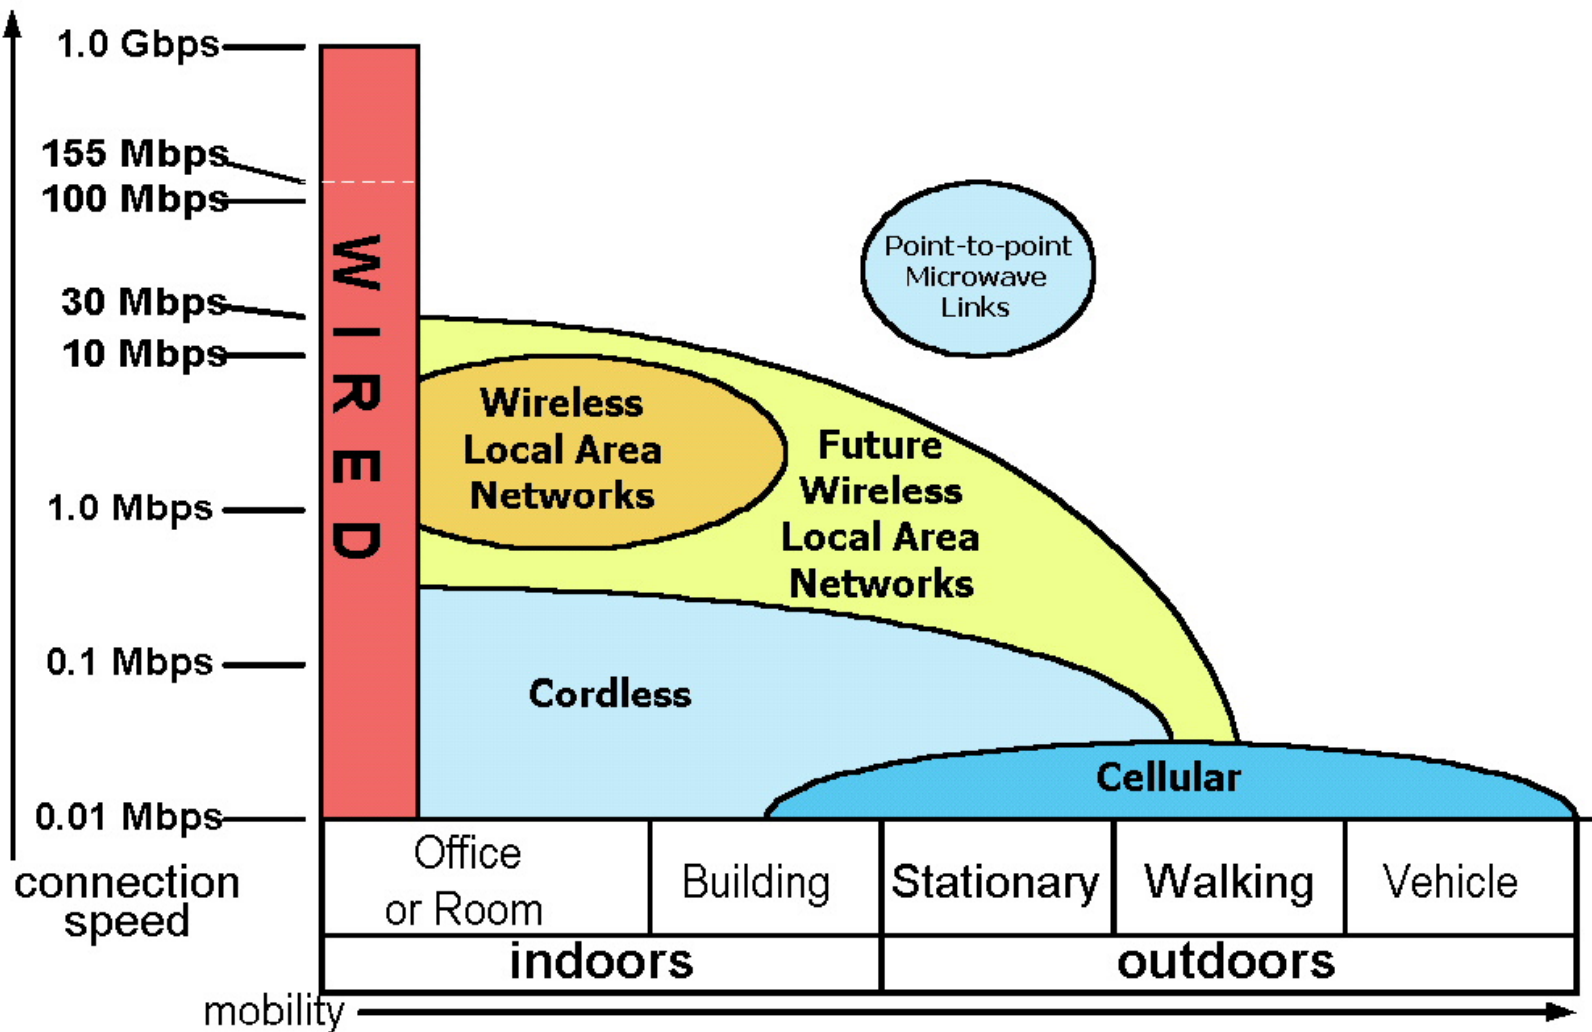 1.0 Gbps
155 Mbps
100 Mbps
30 Mbps
10 Mbps
1.0 Mbps
0.1 Mbps
0.01 Mbps
connection
speed
WIRED
Point-to-point
Microwave
Links
Wireless
Local Area
Networks
Future
Wireless
Local Area
Networks
Cordless
Cellular
Office
or Room
Building
Stationary
Walking
Vehicle
indoors
outdoors
mobility